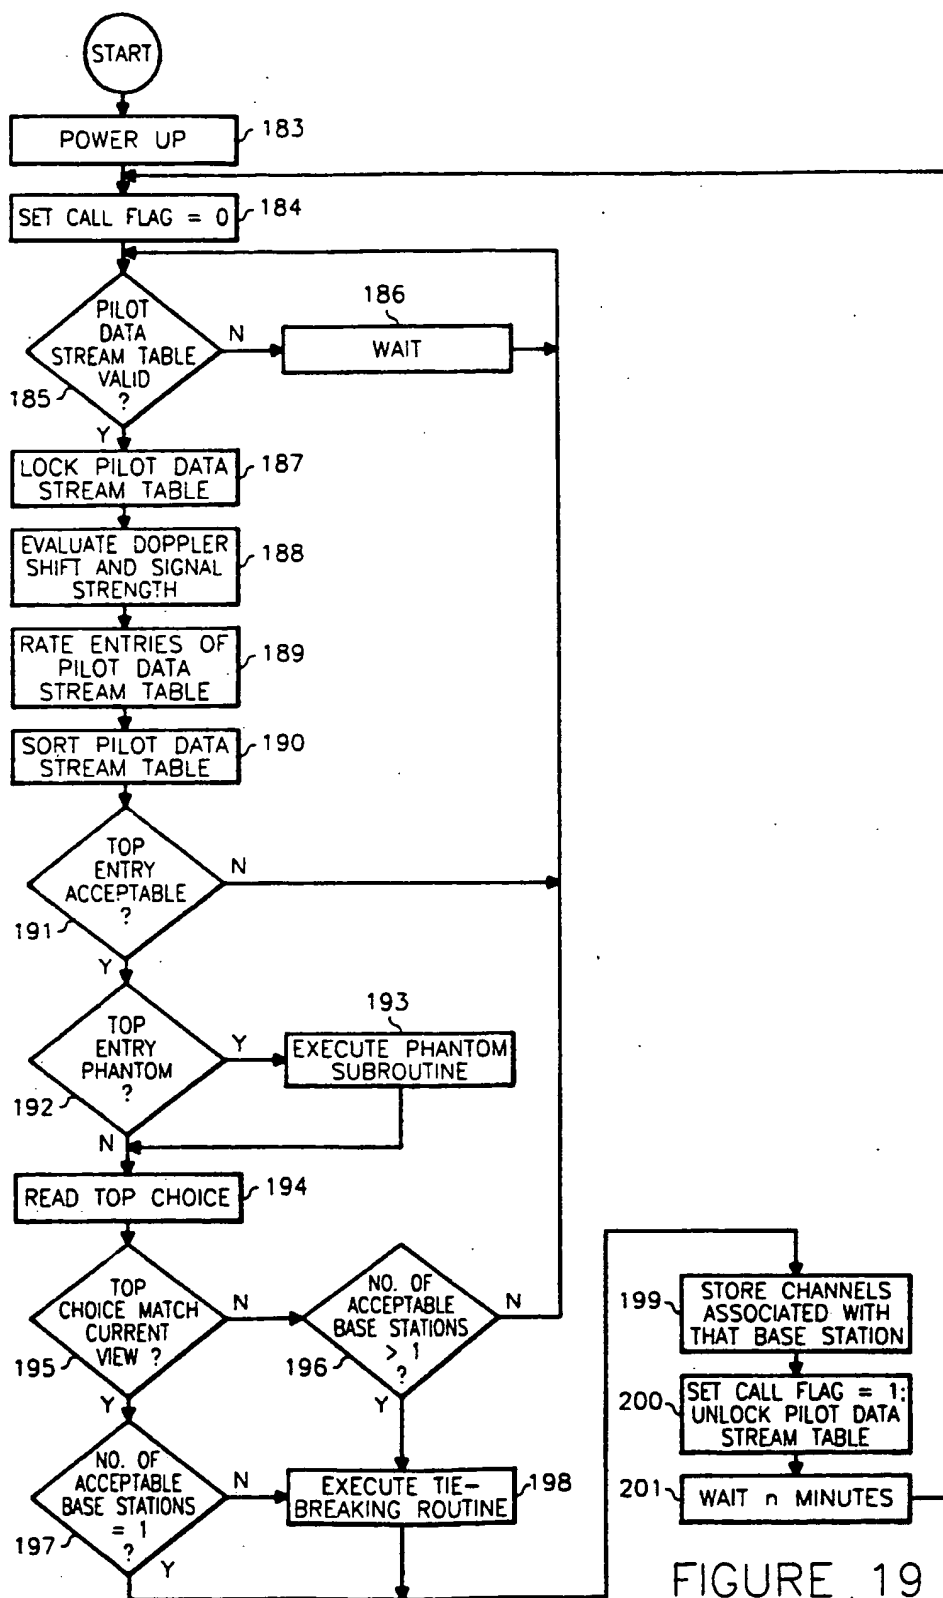 START
POWER UP
183
SET CALL FLAG = 0
184
PILOT
DATA
STREAM TABLE
VALID
?
185
N
Y
186
WAIT
LOCK PILOT DATA
STREAM TABLE
187
EVALUATE DOPPLER
SHIFT AND SIGNAL
STRENGTH
188
RATE ENTRIES OF
PILOT DATA
STREAM TABLE
189
SORT PILOT DATA
STREAM TABLE
190
TOP
ENTRY
ACCEPTABLE
?
191
N
Y
TOP
ENTRY
PHANTOM
?
192
Y
N
193
EXECUTE PHANTOM
SUBROUTINE
READ TOP CHOICE
194
TOP
CHOICE MATCH
CURRENT
VIEW ?
195
N
Y
NO. OF
ACCEPTABLE
BASE STATIONS
> 1
?
196
N
Y
NO. OF
ACCEPTABLE
BASE STATIONS
= 1
?
197
N
Y
EXECUTE TIE-
BREAKING ROUTINE
198
199
STORE CHANNELS
ASSOCIATED WITH
THAT BASE STATION
200
SET CALL FLAG = 1;
UNLOCK PILOT DATA
STREAM TABLE
201
WAIT n MINUTES
FIGURE 19